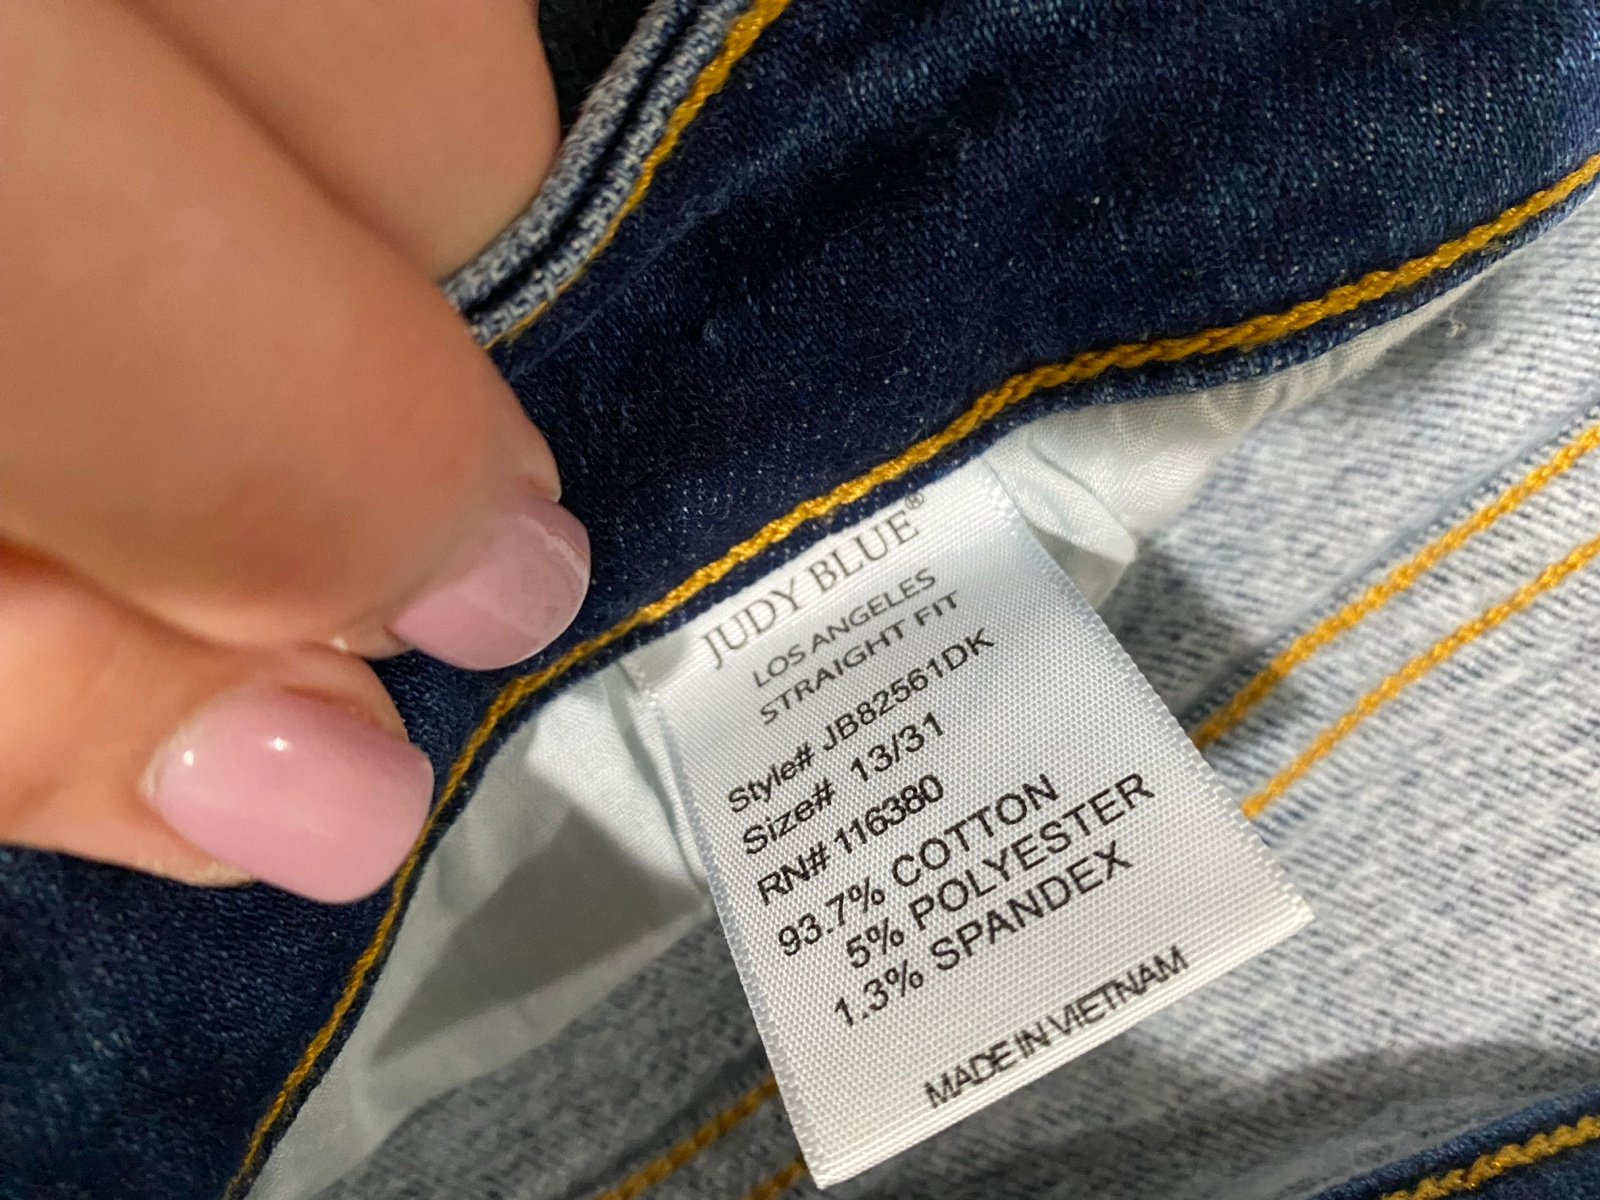 JUDY BLUE®
LOS ANGELES
STRAIGHT FIT
Style# JB82561DK
Size# 13/31
RN# 116380
93.7% COTTON
5% POLYESTER
1.3% SPANDEX
MADE IN VIETNAM